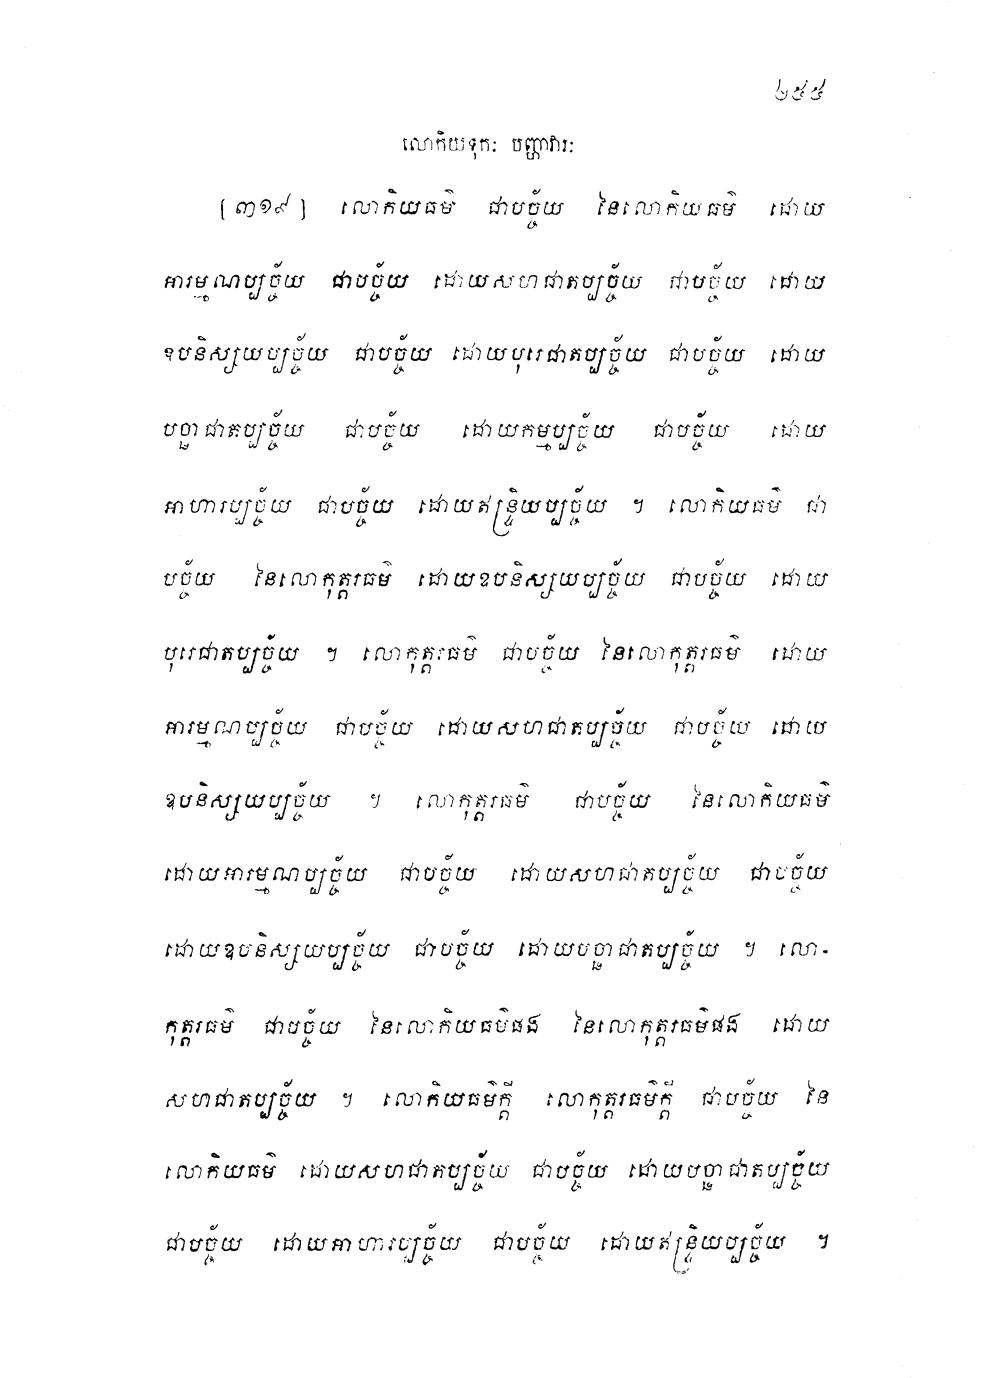 ២៥៥
លោកិយទុកៈ បញ្ហាវារៈ
[៣១៩] លោកិយធម៌ ជាបច្ច័យ នៃលោកិយធម៌ ដោយ
អារម្មណប្បច្ច័យ ជាបច្ច័យ ដោយសហជាតប្បច្ច័យ ជាបច្ច័យ ដោយ
ឧបនិស្សយប្បច្ច័យ ជាបច្ច័យ ដោយបុរេជាតប្បច្ច័យ ជាបច្ច័យ ដោយ
បច្ឆាជាតប្បច្ច័យ ជាបច្ច័យ ដោយកម្មប្បច្ច័យ ជាបច្ច័យ ដោយ
អាហារប្បច្ច័យ ជាបច្ច័យ ដោយឥន្ទ្រិយប្បច្ច័យ ។ លោកិយធម៌ ជា
បច្ច័យ នៃលោកុត្តរធម៌ ដោយឧបនិស្សយប្បច្ច័យ ជាបច្ច័យ ដោយ
បុរេជាតប្បច្ច័យ ។ លោកុត្តរធម៌ ជាបច្ច័យ នៃលោកុត្តរធម៌ ដោយ
អារម្មណប្បច្ច័យ ជាបច្ច័យ ដោយសហជាតប្បច្ច័យ ជាបច្ច័យ ដោយ
ឧបនិស្សយប្បច្ច័យ ។ លោកុត្តរធម៌ ជាបច្ច័យ នៃលោកិយធម៌
ដោយអារម្មណប្បច្ច័យ ជាបច្ច័យ ដោយសហជាតប្បច្ច័យ ជាបច្ច័យ
ដោយឧបនិស្សយប្បច្ច័យ ជាបច្ច័យ ដោយបច្ឆាជាតប្បច្ច័យ ។ លោ-
កុត្តរធម៌ ជាបច្ច័យ នៃលោកិយធម៌ផង នៃលោកុត្តរធម៌ផង ដោយ
សហជាតប្បច្ច័យ ។ លោកិយធម៌ក្តី លោកុត្តរធម៌ក្តី ជាបច្ច័យ នៃ
លោកិយធម៌ ដោយសហជាតប្បច្ច័យ ជាបច្ច័យ ដោយបច្ឆាជាតប្បច្ច័យ
ជាបច្ច័យ ដោយអាហារប្បច្ច័យ ជាបច្ច័យ ដោយឥន្ទ្រិយប្បច្ច័យ ។